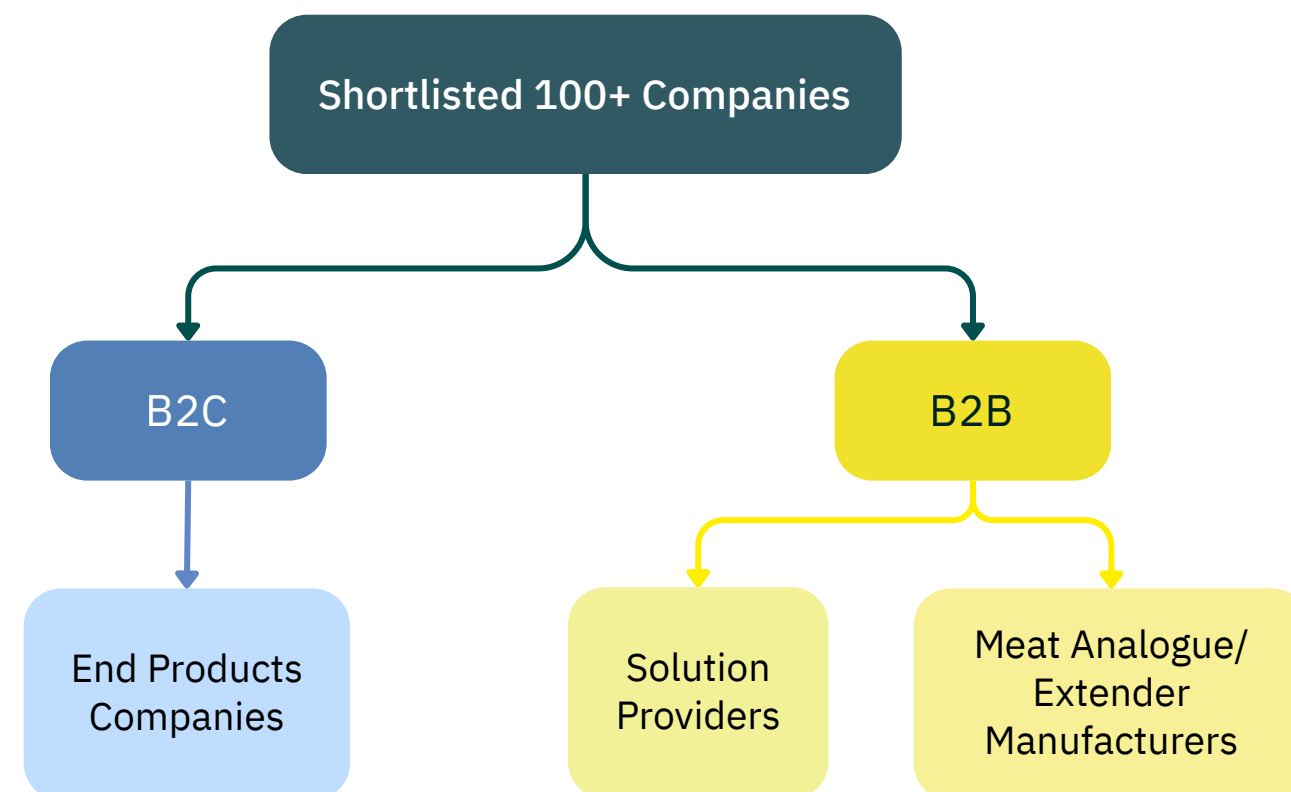 Shortlisted 100+ Companies
B2C
B2B
End Products
Companies
Solution
Providers
Meat Analogue/
Extender
Manufacturers